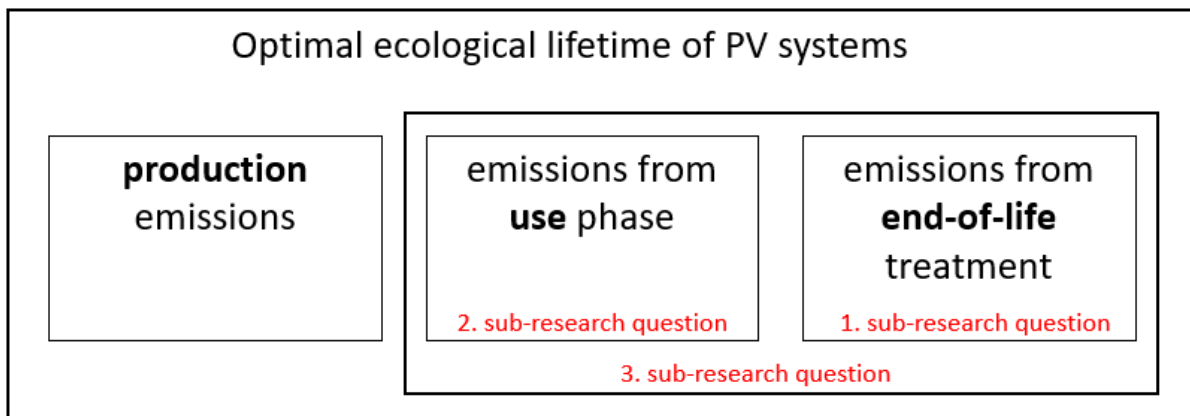 Optimal ecological lifetime of PV systems
production
emissions
emissions from
use phase
2. sub-research question
emissions from
end-of-life
treatment
1. sub-research question
3. sub-research question